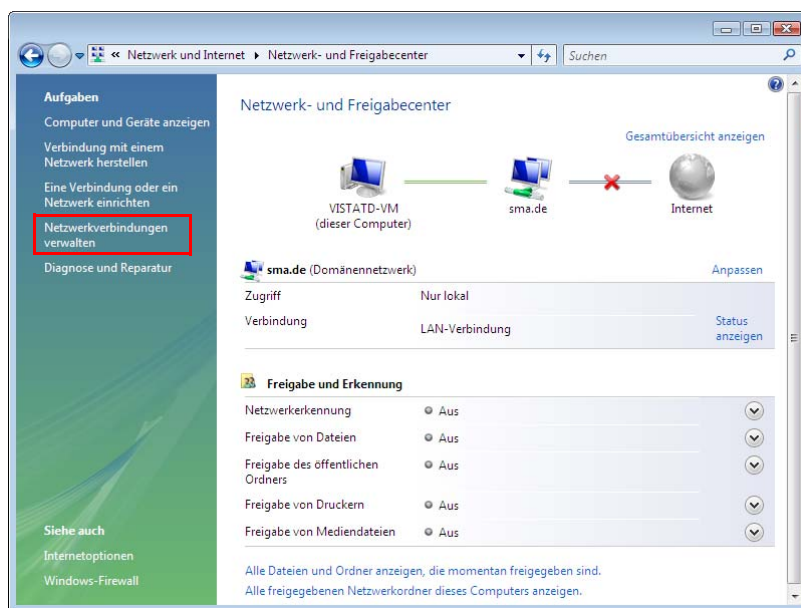 « Netzwerk und Internet ▸ Netzwerk- und Freigabecenter
Suchen
Aufgaben
Computer und Geräte anzeigen
Verbindung mit einem
Netzwerk herstellen
Eine Verbindung oder ein
Netzwerk einrichten
Netzwerkverbindungen
verwalten
Diagnose und Reparatur
Siehe auch
Internetoptionen
Windows-Firewall
Netzwerk- und Freigabecenter
Gesamtübersicht anzeigen
VISTATD-VM
(dieser Computer)
sma.de
Internet
sma.de (Domänennetzwerk)
Anpassen
Zugriff Nur lokal
Verbindung LAN-Verbindung
Status
anzeigen
Freigabe und Erkennung
Netzwerkerkennung Aus
Freigabe von Dateien Aus
Freigabe des öffentlichen Aus
Ordners
Freigabe von Druckern Aus
Freigabe von Mediendateien Aus
Alle Dateien und Ordner anzeigen, die momentan freigegeben sind.
Alle freigegebenen Netzwerkordner dieses Computers anzeigen.